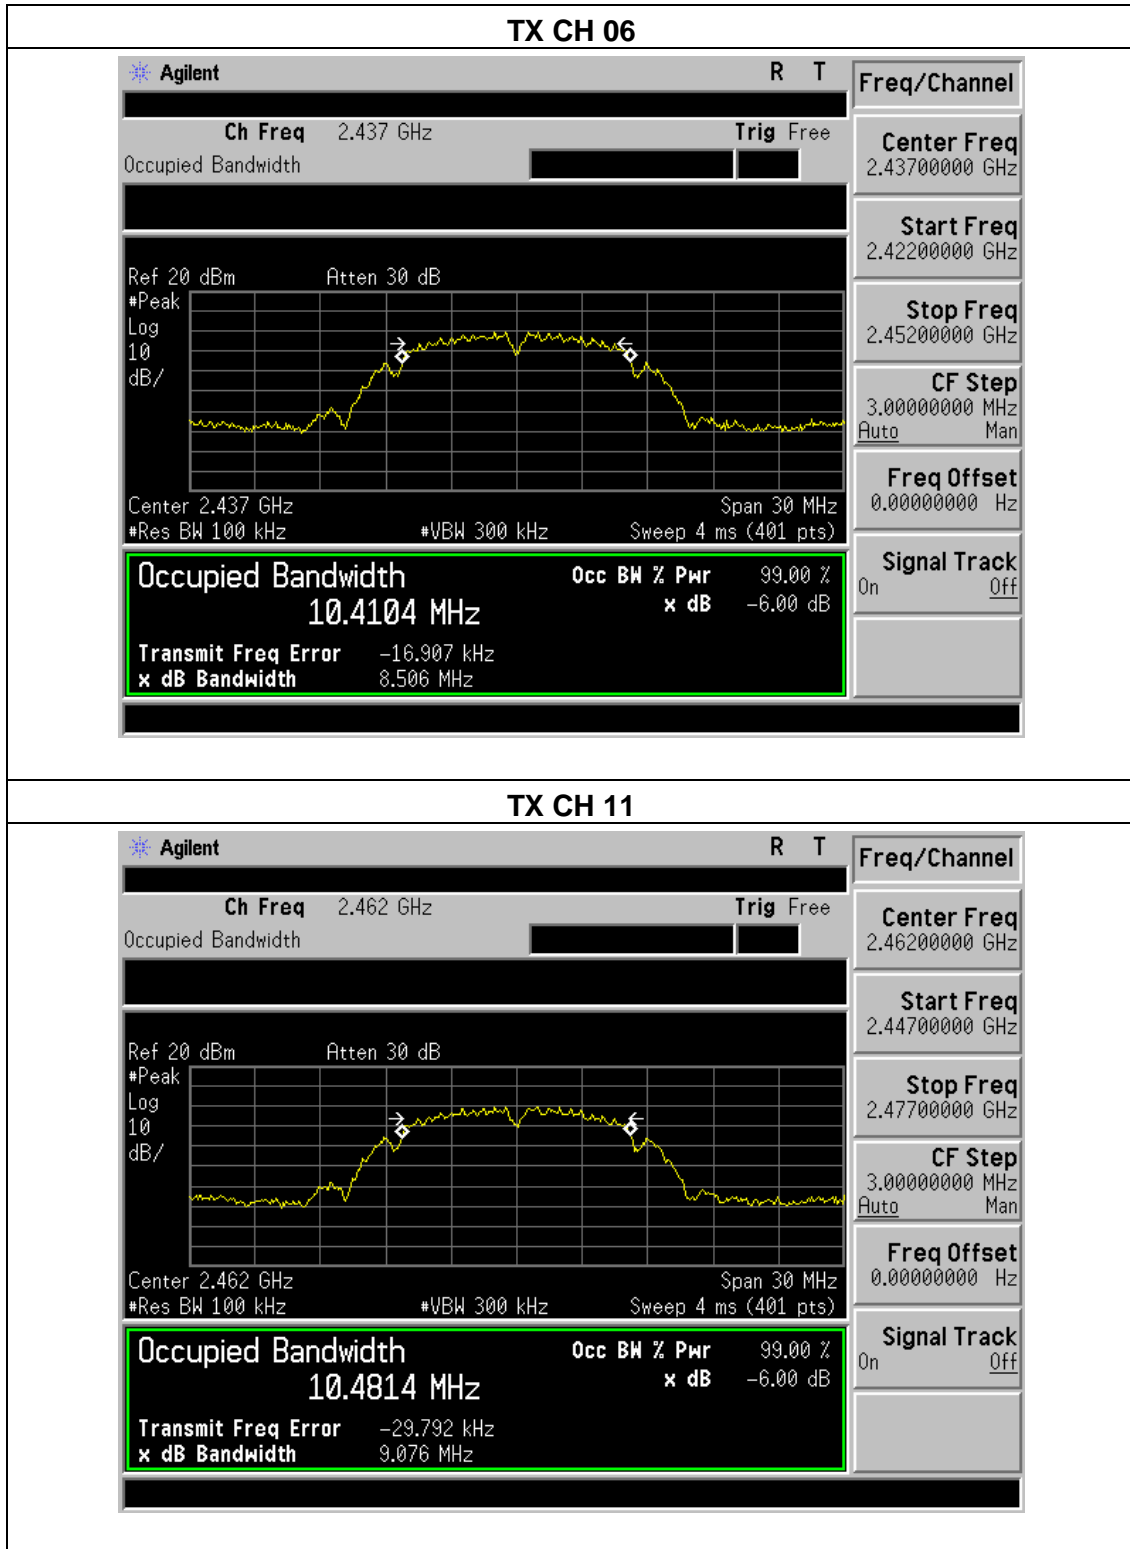 TX CH 06
Agilent R T
Freq/Channel
Ch Freq 2.437 GHz Trig Free
Occupied Bandwidth
Center Freq
2.43700000 GHz
Start Freq
2.42200000 GHz
Stop Freq
2.45200000 GHz
CF Step
3.00000000 MHz
Auto Man
Freq Offset
0.00000000 Hz
Signal Track
On Off
Ref 20 dBm Atten 30 dB
#Peak
Log
10
dB/
Center 2.437 GHz Span 30 MHz
#Res BW 100 kHz #VBW 300 kHz Sweep 4 ms (401 pts)
Occupied Bandwidth Occ BW % Pwr 99.00 %
10.4104 MHz x dB -6.00 dB
Transmit Freq Error -16.907 kHz
x dB Bandwidth 8.506 MHz
TX CH 11
Agilent R T
Freq/Channel
Ch Freq 2.462 GHz Trig Free
Occupied Bandwidth
Center Freq
2.46200000 GHz
Start Freq
2.44700000 GHz
Stop Freq
2.47700000 GHz
CF Step
3.00000000 MHz
Auto Man
Freq Offset
0.00000000 Hz
Signal Track
On Off
Ref 20 dBm Atten 30 dB
#Peak
Log
10
dB/
Center 2.462 GHz Span 30 MHz
#Res BW 100 kHz #VBW 300 kHz Sweep 4 ms (401 pts)
Occupied Bandwidth Occ BW % Pwr 99.00 %
10.4814 MHz x dB -6.00 dB
Transmit Freq Error -29.792 kHz
x dB Bandwidth 9.076 MHz